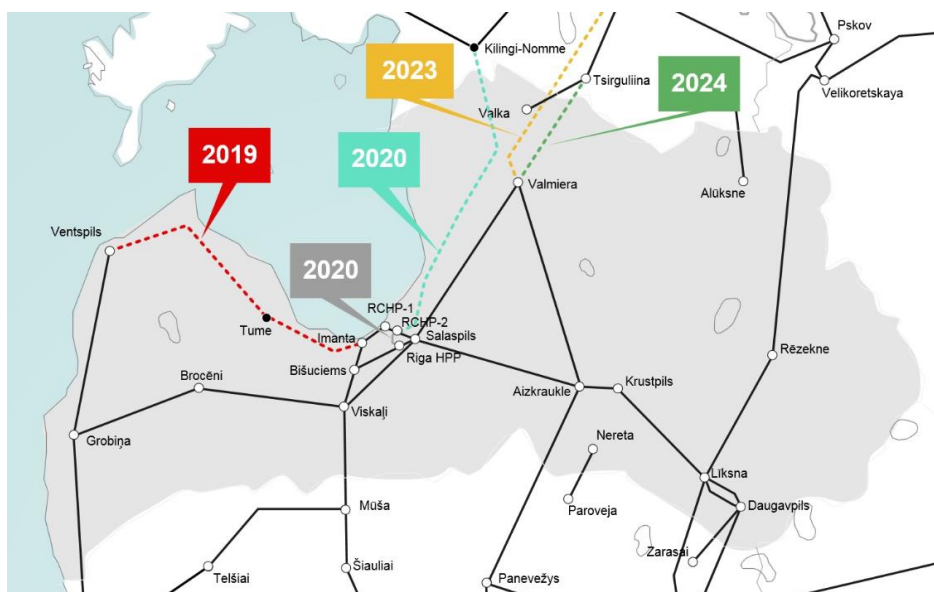 Pskov
Kilingi-Nomme
2023
Tsirguliina
2024
Velikoretskaya
Valka
2019
2020
Valmiera
Alūksne
Ventspils
2020
RCHP-1
RCHP-2
Tume
Imanta
Salaspils
Riga HPP
Rēzekne
Bišuciems
Brocēni
Aizkraukle
Krustpils
Viskaļi
Grobiņa
Nereta
Līksna
Mūša
Paroveja
Daugavpils
Zarasai
Telšiai
Šiauliai
Panevežys